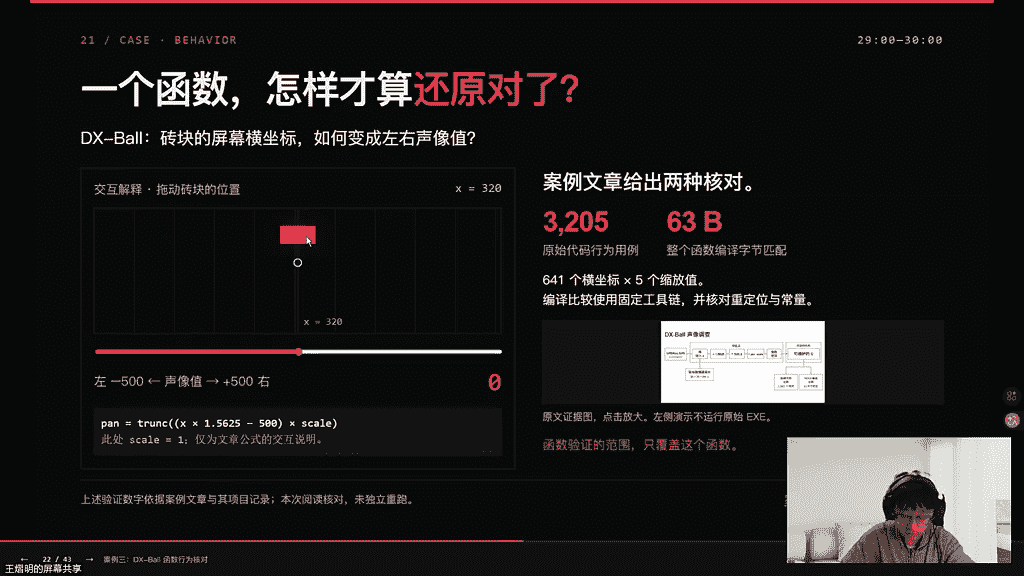 21 / CASE · BEHAVIOR
29:00—30:00
一个函数，怎样才算还原对了？
DX-Ball：砖块的屏幕横坐标，如何变成左右声像值？
交互解释 · 拖动砖块的位置
x = 320
x = 320
左 −500 ← 声像值 → +500 右
0
pan = trunc((x × 1.5625 − 500) × scale)
此处 scale = 1；仅为文章公式的交互说明。
案例文章给出两种核对。
3,205
63 B
原始代码行为用例
整个函数编译字节匹配
641 个横坐标 × 5 个缩放值。
编译比较使用固定工具链，并核对重定位与常量。
DX-Ball 声像调查
原文证据图，点击放大。左侧演示不运行原始 EXE。
函数验证的范围，只覆盖这个函数。
上述验证数字依据案例文章与其项目记录；本次阅读核对，未独立重跑。
← 22 / 43 → 案例三：DX-Ball 函数行为核对
王熠明的屏幕共享